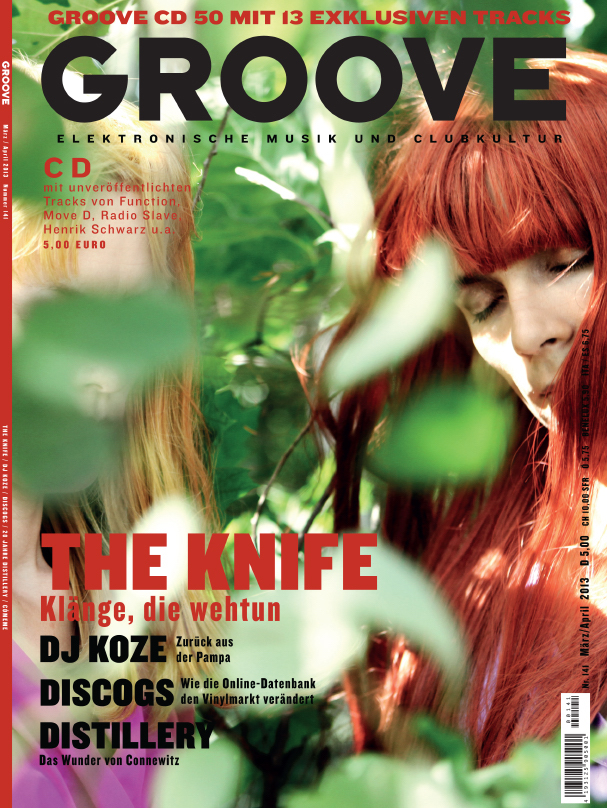 GROOVE CD 50 MIT 13 EXKLUSIVEN TRACKS
GROOVE
ELEKTRONISCHE MUSIK UND CLUBKULTUR
CD
mit unveröffentlichten
Tracks von Function,
Move D, Radio Slave,
Henrik Schwarz u.a.
5,00 EURO
THE KNIFE
Klänge, die wehtun
DJ KOZE Zurück aus
der Pampa
DISCOGS Wie die Online-Datenbank
den Vinylmarkt verändert
DISTILLERY
Das Wunder von Connewitz
GROOVE März / April 2013 Nummer 141
THE KNIFE / DJ KOZE / DISCOGS / 20 JAHRE DISTILLERY / COMEME
Nr. 141 März/April 2013 D 5,00 CH 10,00 SFR
00141